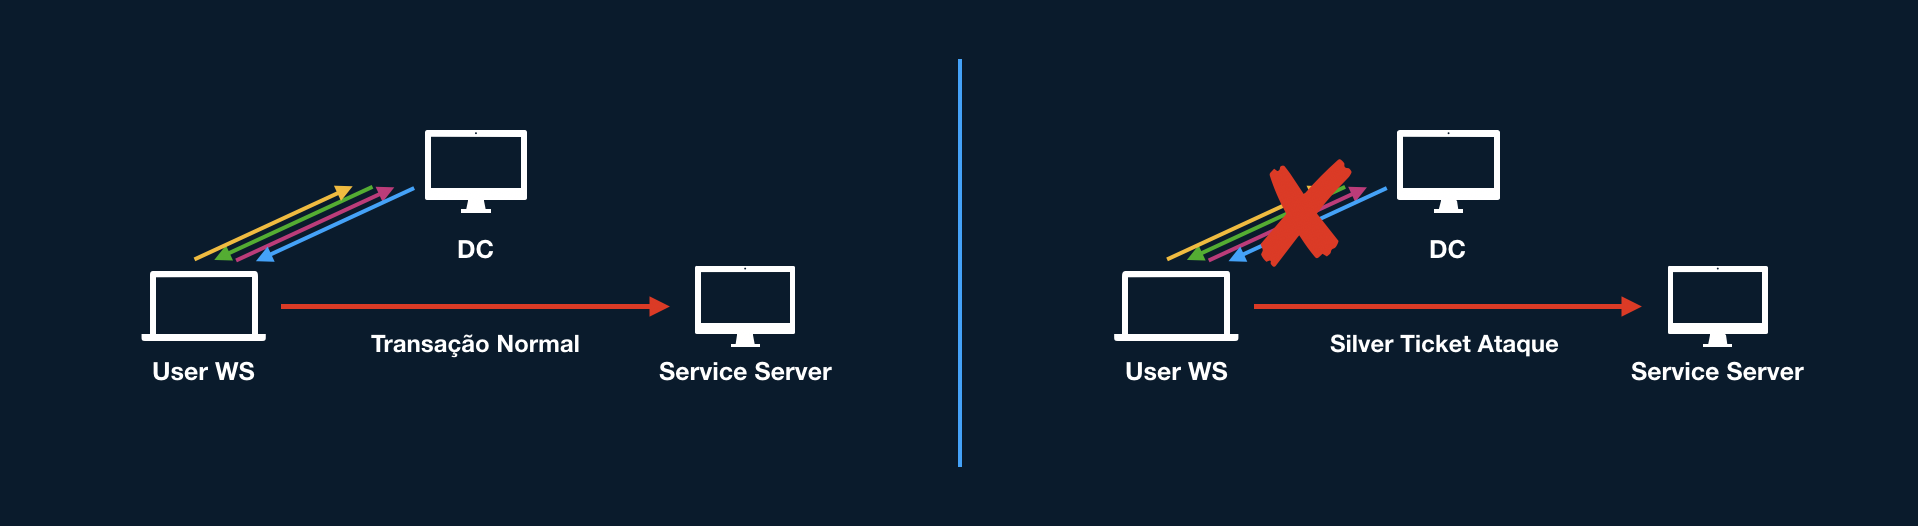 DC
Transação Normal
User WS
Service Server
DC
Silver Ticket Ataque
User WS
Service Server